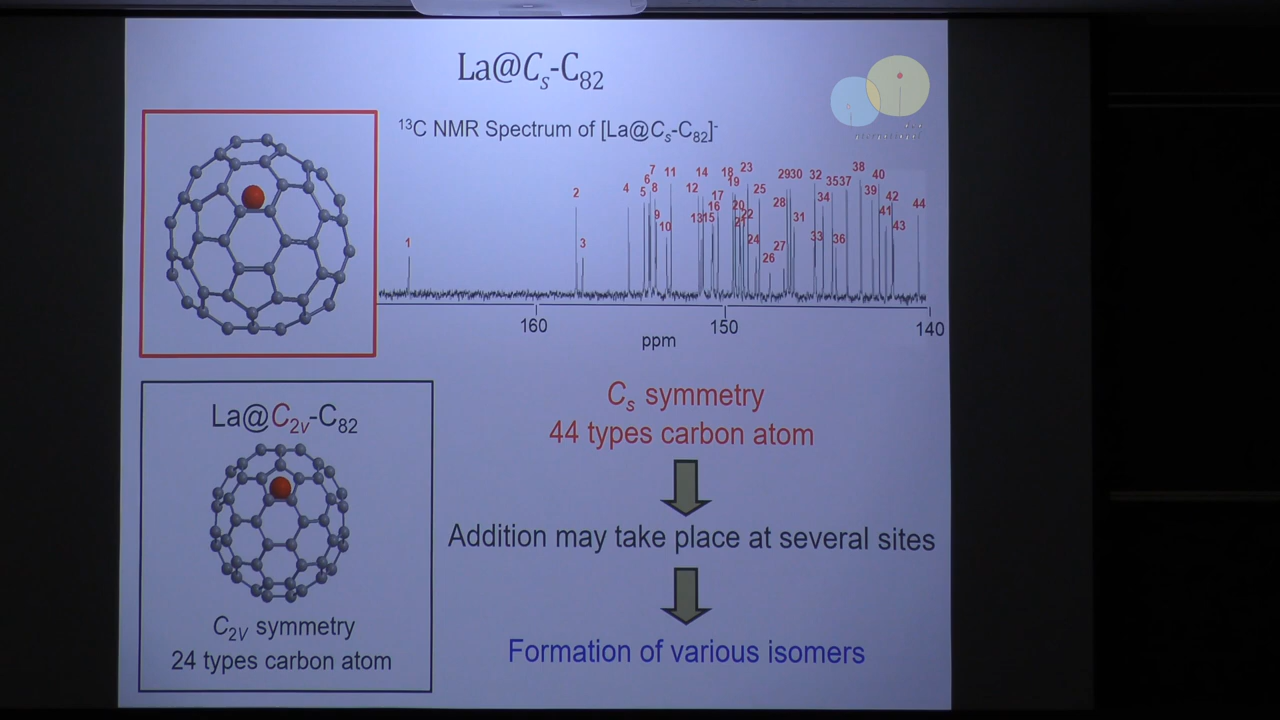 La@Cs-C82
13C NMR Spectrum of [La@Cs-C82]-
1 2 3 4 5 6 7 8 9 10 11 12 13 14 15 16 17 18 19 20 21 22 23 24 25 26 27 28 29 30 31 32 33 34 35 36 37 38 39 40 41 42 43 44
160 150 140
ppm
La@C2v-C82
C2V symmetry
24 types carbon atom
Cs symmetry
44 types carbon atom
Addition may take place at several sites
Formation of various isomers